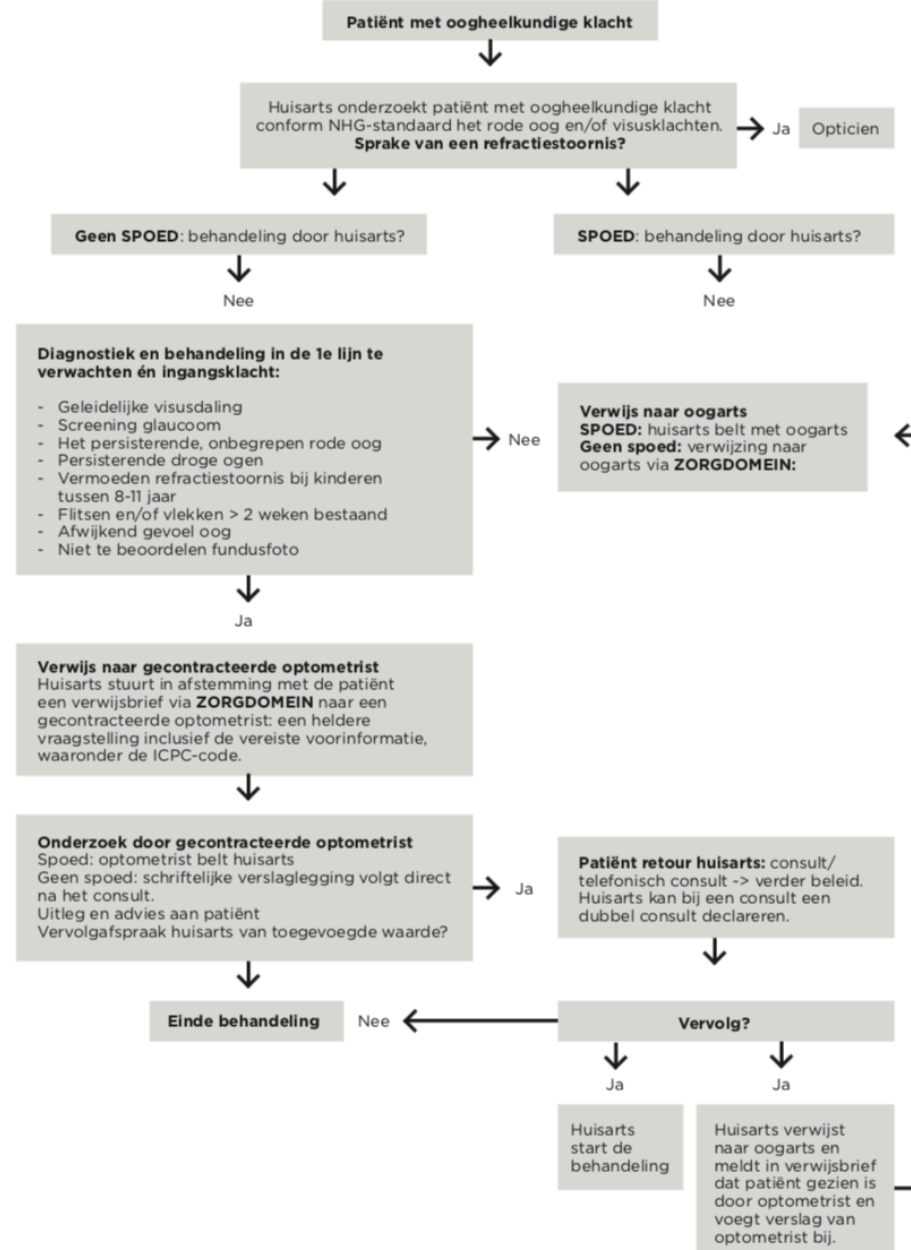 Patiënt met oogheelkundige klacht
Huisarts onderzoekt patiënt met oogheelkundige klacht
conform NHG-standaard het rode oog en/of visusklachten.
Sprake van een refractiestoornis?
Ja
Opticien
Geen SPOED: behandeling door huisarts?
SPOED: behandeling door huisarts?
Nee
Nee
Diagnostiek en behandeling in de 1e lijn te
verwachten én ingangsklacht:
- Geleidelijke visusdaling
- Screening glaucoom
- Het persisterende, onbegrepen rode oog
- Persisterende droge ogen
- Vermoeden refractiestoornis bij kinderen
tussen 8-11 jaar
- Flitsen en/of vlekken > 2 weken bestaand
- Afwijkend gevoel oog
- Niet te beoordelen fundusfoto
Nee
Verwijs naar oogarts
SPOED: huisarts belt met oogarts
Geen spoed: verwijzing naar
oogarts via ZORGDOMEIN:
Ja
Verwijs naar gecontracteerde optometrist
Huisarts stuurt in afstemming met de patiënt
een verwijsbrief via ZORGDOMEIN naar een
gecontracteerde optometrist: een heldere
vraagstelling inclusief de vereiste voorinformatie,
waaronder de ICPC-code.
Onderzoek door gecontracteerde optometrist
Spoed: optometrist belt huisarts
Geen spoed: schriftelijke verslaglegging volgt direct
na het consult.
Uitleg en advies aan patiënt
Vervolgafspraak huisarts van toegevoegde waarde?
Ja
Patiënt retour huisarts: consult/
telefonisch consult -> verder beleid.
Huisarts kan bij een consult een
dubbel consult declareren.
Einde behandeling
Nee
Vervolg?
Ja
Ja
Huisarts
start de
behandeling
Huisarts verwijst
naar oogarts en
meldt in verwijsbrief
dat patiënt gezien is
door optometrist en
voegt verslag van
optometrist bij.